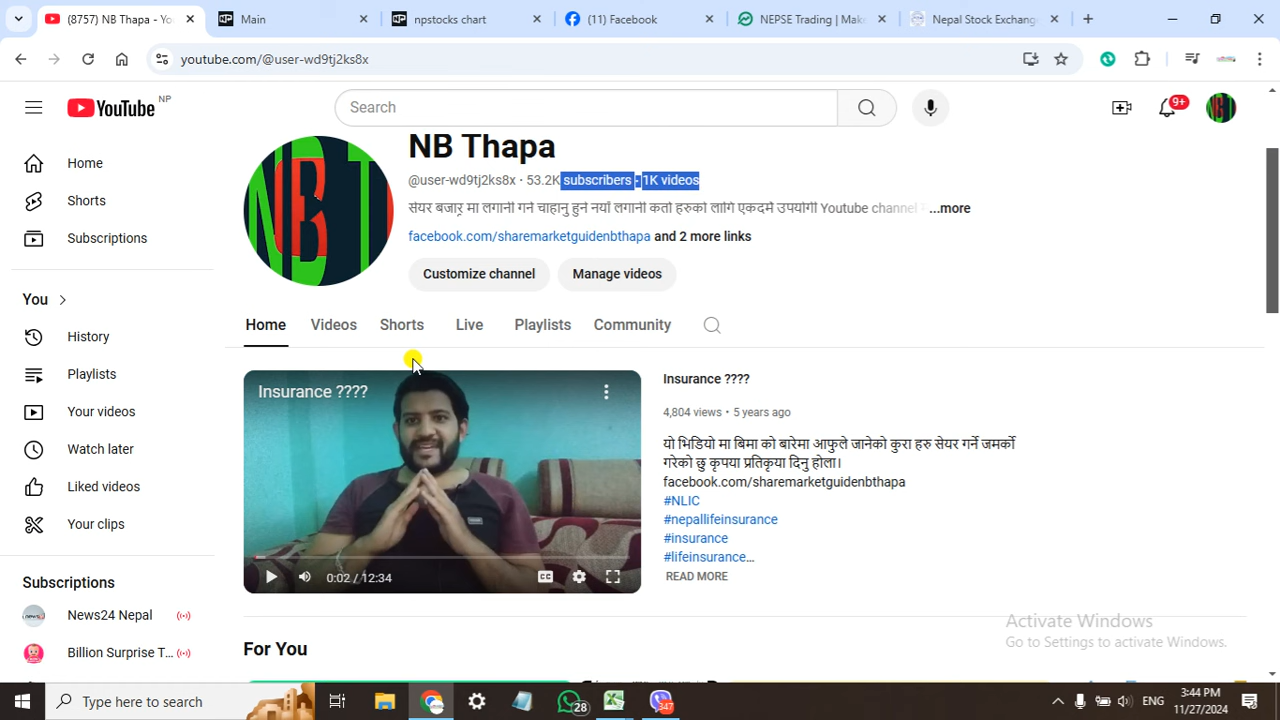 (8757) NB Thapa - Yo
Main
npstocks chart
(11) Facebook
NEPSE Trading | Make
Nepal Stock Exchang
youtube.com/@user-wd9tj2ks8x
YouTube NP
Search
9+
NB Thapa
@user-wd9tj2ks8x • 53.2K subscribers • 1K videos
सेयर बजार मा लगानी गर्न चाहानु हुने नयाँ लगानी कर्ता हरुको लागि एकदमै उपयोगी Youtube channel ...more
facebook.com/sharemarketguidenbthapa and 2 more links
Customize channel
Manage videos
Home
Videos
Shorts
Live
Playlists
Community
Home
Shorts
Subscriptions
You
History
Playlists
Your videos
Watch later
Liked videos
Your clips
Subscriptions
News24 Nepal
Billion Surprise T...
NBT
Insurance ????
0:02 / 12:34
CC
Insurance ????
4,804 views • 5 years ago
यो भिडियो मा बिमा को बारेमा आफुले जानेको कुरा हरु सेयर गर्ने जमर्को
गरेको छु कृपया प्रतिकृया दिनु होला।
facebook.com/sharemarketguidenbthapa
#NLIC
#nepallifeinsurance
#insurance
#lifeinsurance...
READ MORE
For You
Activate Windows
Go to Settings to activate Windows.
Type here to search
28
347
ENG
3:44 PM
11/27/2024